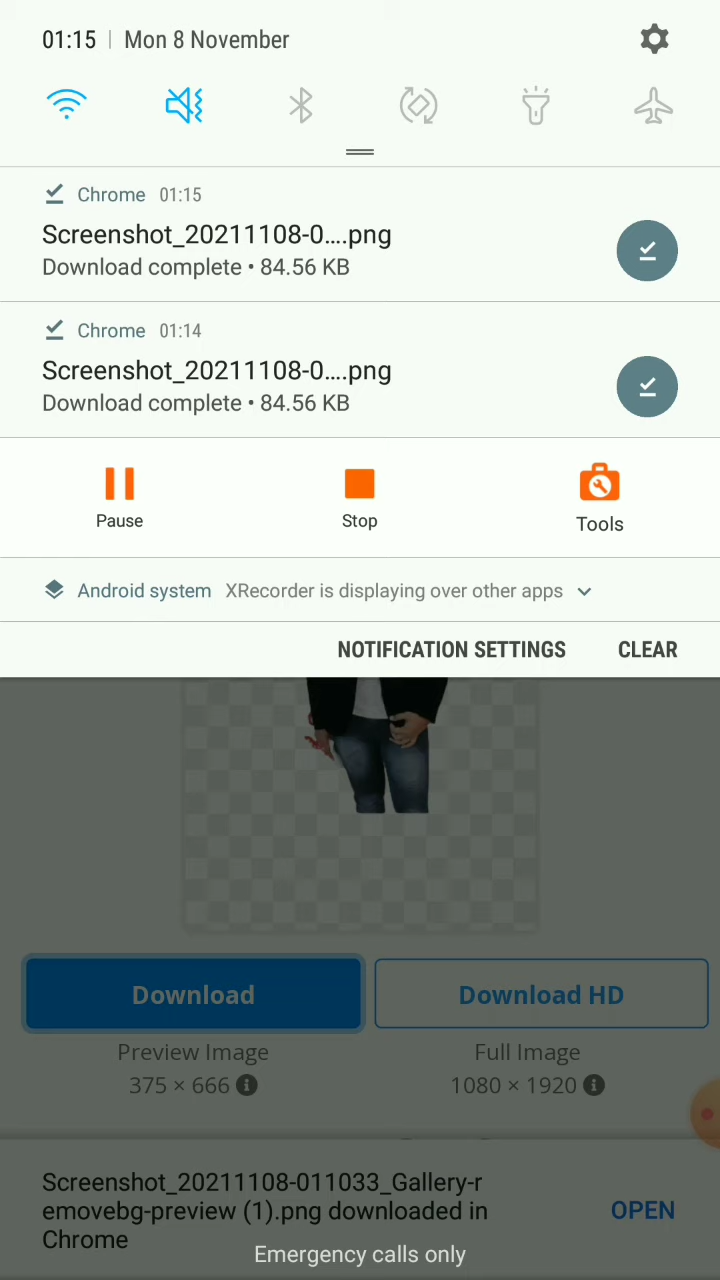 01:15 | Mon 8 November
Chrome 01:15
Screenshot_20211108-0....png
Download complete • 84.56 KB
Chrome 01:14
Screenshot_20211108-0....png
Download complete • 84.56 KB
Pause Stop Tools
Android system XRecorder is displaying over other apps
NOTIFICATION SETTINGS CLEAR
Download Download HD
Preview Image Full Image
375 × 666 1080 × 1920
Screenshot_20211108-011033_Gallery-r
emovebg-preview (1).png downloaded in
Chrome
OPEN
Emergency calls only